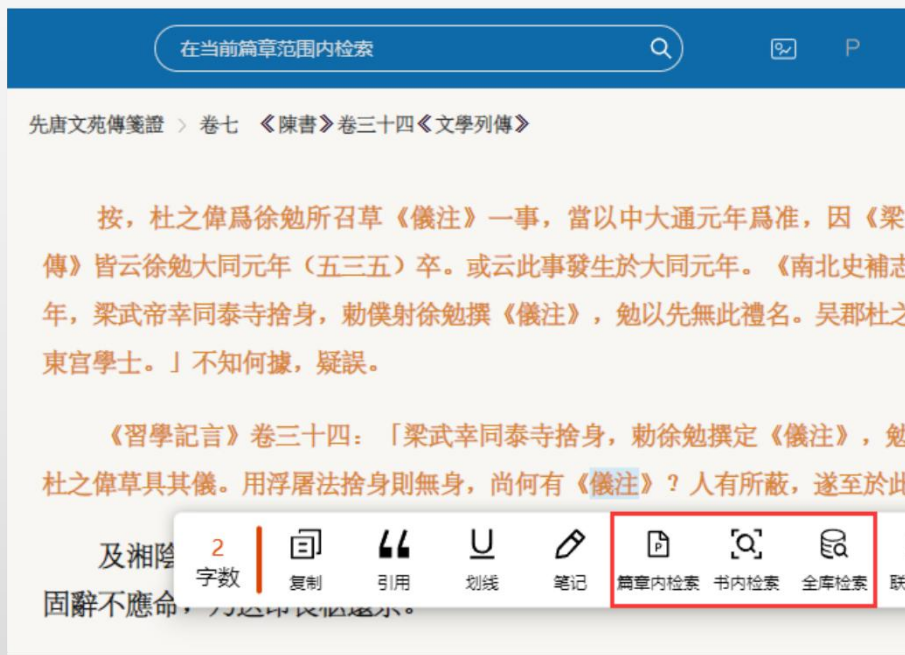 在当前篇章范围内检索
P
先唐文苑傳箋證 > 卷七 《陳書》卷三十四《文學列傳》
按，杜之偉爲徐勉所召草《儀注》一事，當以中大通元年爲准，因《梁
傳》皆云徐勉大同元年（五三五）卒。或云此事發生於大同元年。《南北史補志
年，梁武帝幸同泰寺捨身，勅僕射徐勉撰《儀注》，勉以先無此禮名。吴郡杜之
東宫學士。」不知何據，疑誤。
《習學記言》卷三十四：「梁武幸同泰寺捨身，勅徐勉撰定《儀注》，勉
杜之偉草具其儀。用浮屠法捨身則無身，尚何有《儀注》？人有所蔽，遂至於此
及湘陰
2
字数
复制
引用
划线
笔记
篇章内检索
书内检索
全库检索
固辭不應命，